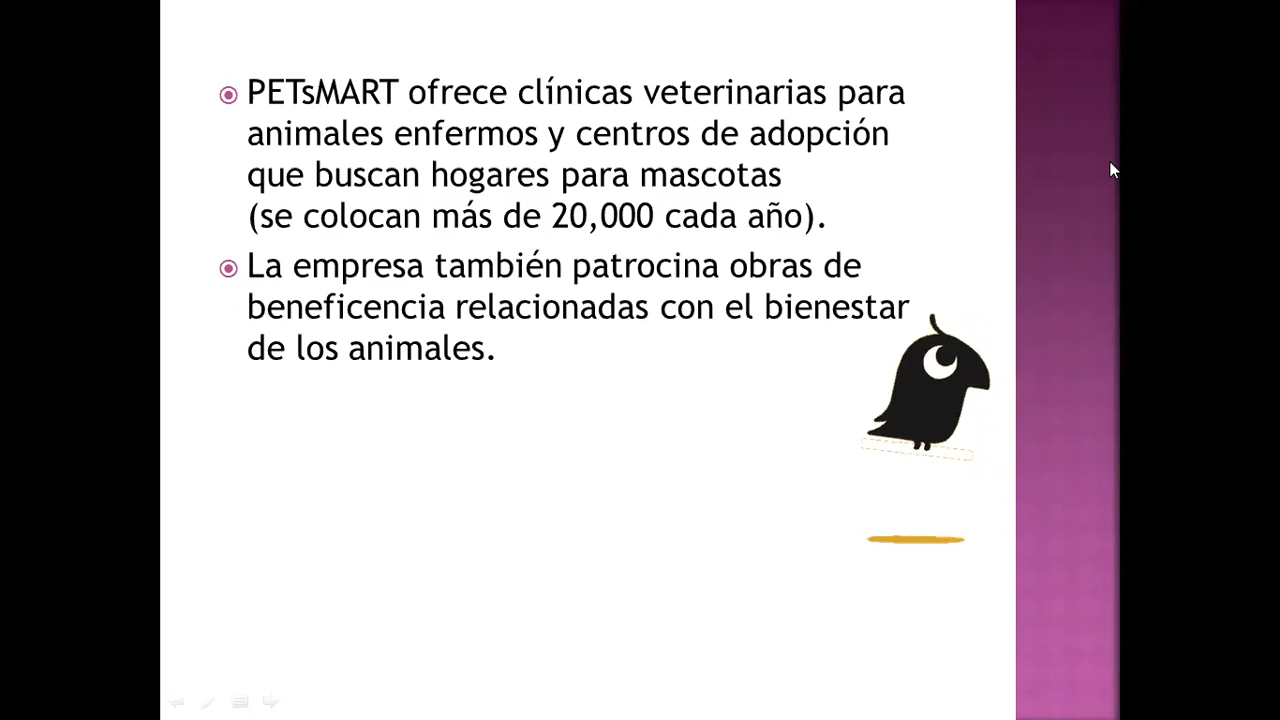 PETsMART ofrece clínicas veterinarias para
animales enfermos y centros de adopción
que buscan hogares para mascotas
(se colocan más de 20,000 cada año).
La empresa también patrocina obras de
beneficencia relacionadas con el bienestar
de los animales.